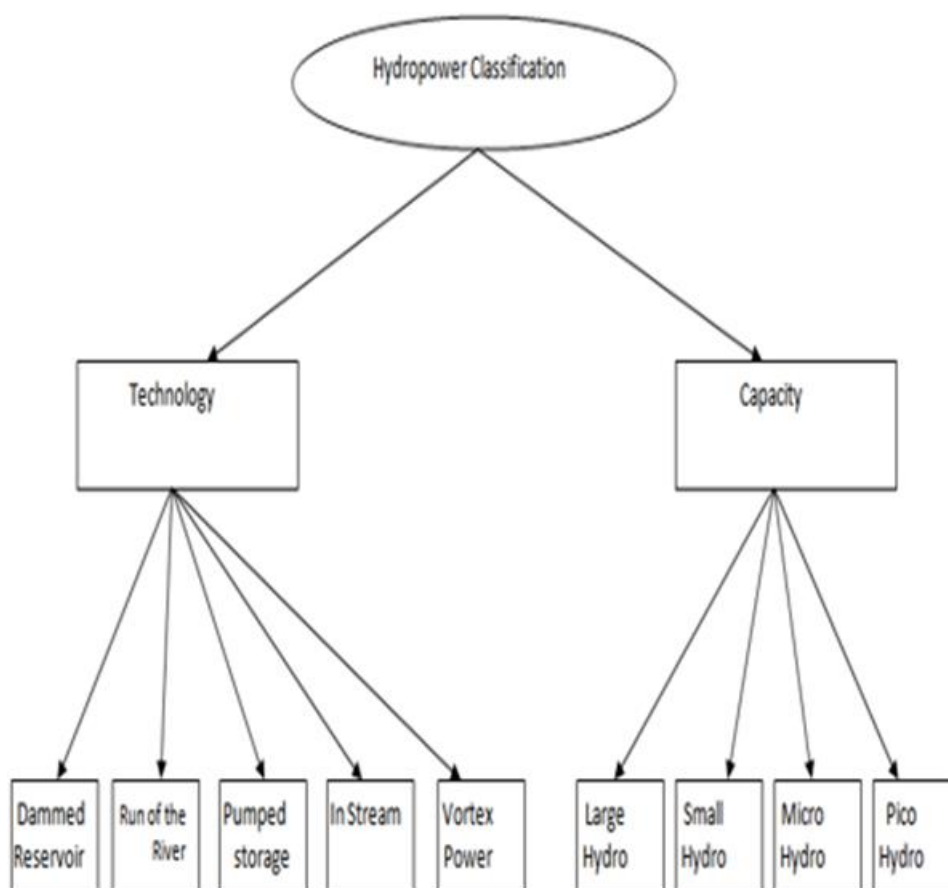 Hydropower Classification
Technology
Capacity
Dammed
Reservoir
Run of the
River
Pumped
storage
In Stream
Vortex
Power
Large
Hydro
Small
Hydro
Micro
Hydro
Pico
Hydro